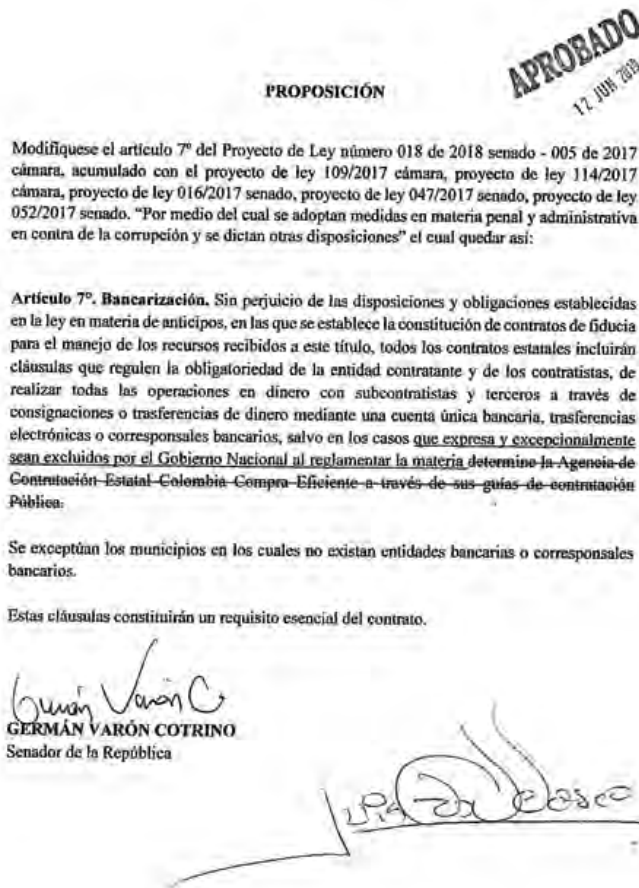 APROBADO
12 JUN 2019
PROPOSICIÓN
Modifíquese el artículo 7º del Proyecto de Ley número 018 de 2018 senado - 005 de 2017
cámara, acumulado con el proyecto de ley 109/2017 cámara, proyecto de ley 114/2017
cámara, proyecto de ley 016/2017 senado, proyecto de ley 047/2017 senado, proyecto de ley
052/2017 senado. “Por medio del cual se adoptan medidas en materia penal y administrativa
en contra de la corrupción y se dictan otras disposiciones” el cual quedar así:
Artículo 7º. Bancarización. Sin perjuicio de las disposiciones y obligaciones establecidas
en la ley en materia de anticipos, en las que se establece la constitución de contratos de fiducia
para el manejo de los recursos recibidos a este título, todos los contratos estatales incluirán
cláusulas que regulen la obligatoriedad de la entidad contratante y de los contratistas, de
realizar todas las operaciones en dinero con subcontratistas y terceros a través de
consignaciones o trasferencias de dinero mediante una cuenta única bancaria, trasferencias
electrónicas o corresponsales bancarios, salvo en los casos que expresa y excepcionalmente
sean excluidos por el Gobierno Nacional al reglamentar la materia determine la Agencia de
Contratación Estatal Colombia Compra Eficiente a través de sus guías de contratación
Pública.
Se exceptúan los municipios en los cuales no existan entidades bancarias o corresponsales
bancarios.
Estas cláusulas constituirán un requisito esencial del contrato.
Germán Varón C
GERMÁN VARÓN COTRINO
Senador de la República